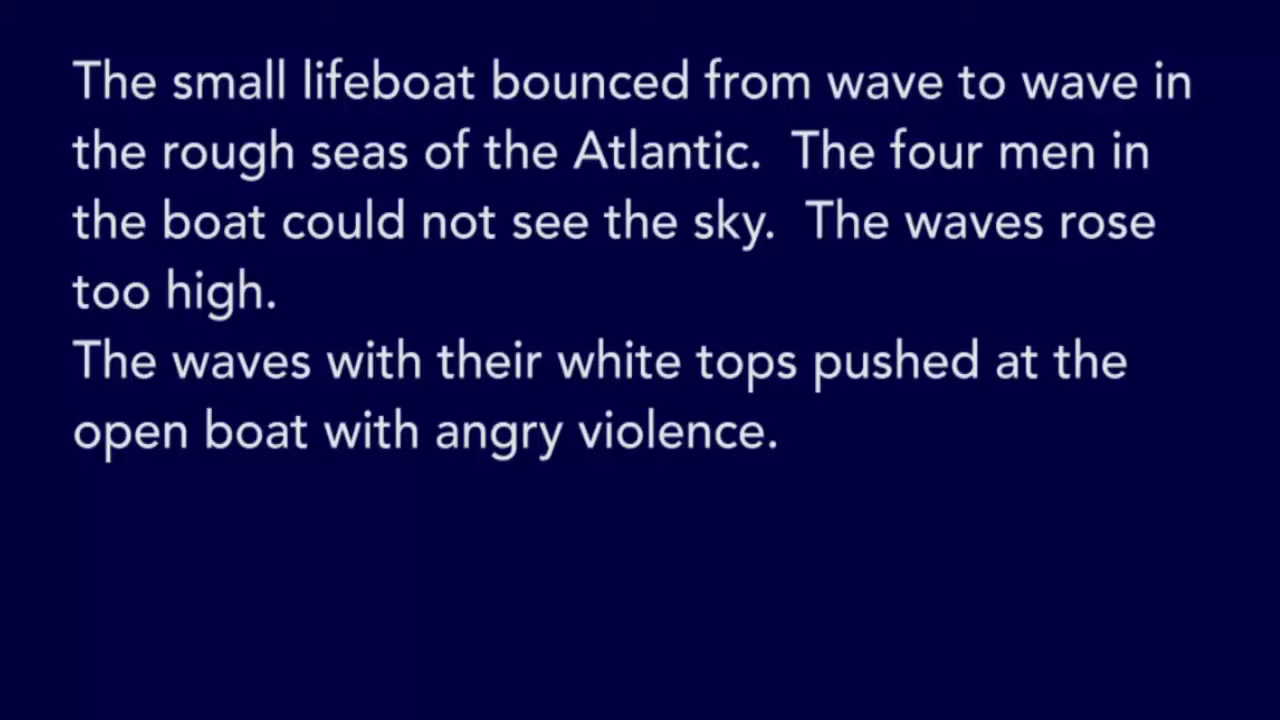 The small lifeboat bounced from wave to wave in
the rough seas of the Atlantic.  The four men in
the boat could not see the sky.  The waves rose
too high.
The waves with their white tops pushed at the
open boat with angry violence.